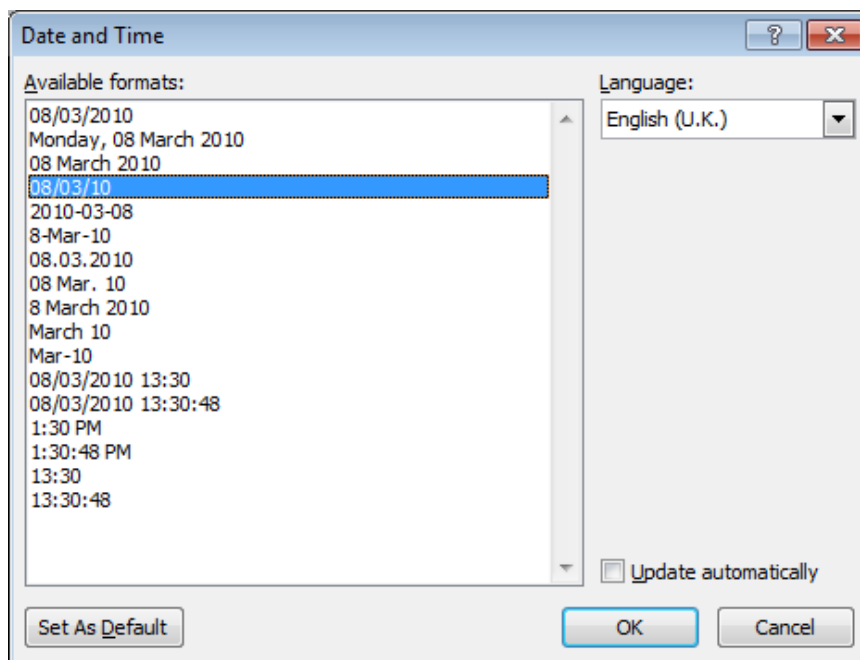 Date and Time
Available formats:
08/03/2010
Monday, 08 March 2010
08 March 2010
08/03/10
2010-03-08
8-Mar-10
08.03.2010
08 Mar. 10
8 March 2010
March 10
Mar-10
08/03/2010 13:30
08/03/2010 13:30:48
1:30 PM
1:30:48 PM
13:30
13:30:48
Language:
English (U.K.)
Update automatically
Set As Default
OK
Cancel